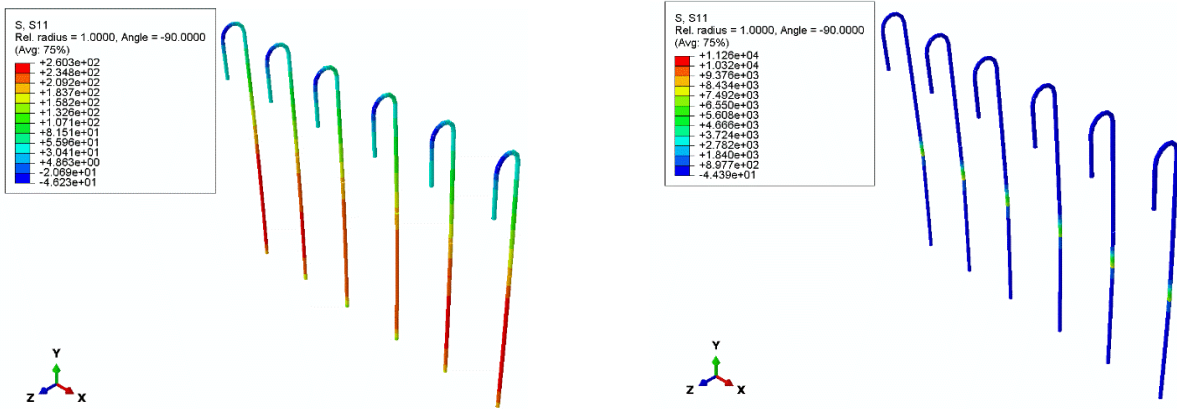 S, S11
Rel. radius = 1.0000, Angle = -90.0000
(Avg: 75%)
+2.603e+02
+2.348e+02
+2.092e+02
+1.837e+02
+1.582e+02
+1.326e+02
+1.071e+02
+8.151e+01
+5.596e+01
+3.041e+01
+4.863e+00
-2.069e+01
-4.623e+01
Y
Z
X
S, S11
Rel. radius = 1.0000, Angle = -90.0000
(Avg: 75%)
+1.126e+04
+1.032e+04
+9.376e+03
+8.434e+03
+7.492e+03
+6.550e+03
+5.608e+03
+4.666e+03
+3.724e+03
+2.782e+03
+1.840e+03
+8.977e+02
-4.439e+01
Y
Z
X